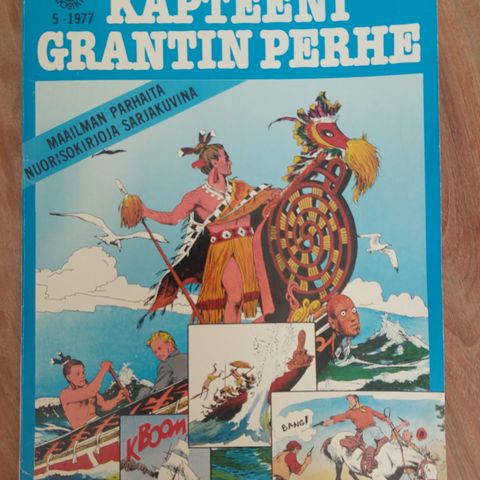 5-1977
KAPTEENI
GRANTIN PERHE
MAAILMAN PARHAITA
NUORISOKIRJOJA SARJAKUVINA
KBOOM
BANG!